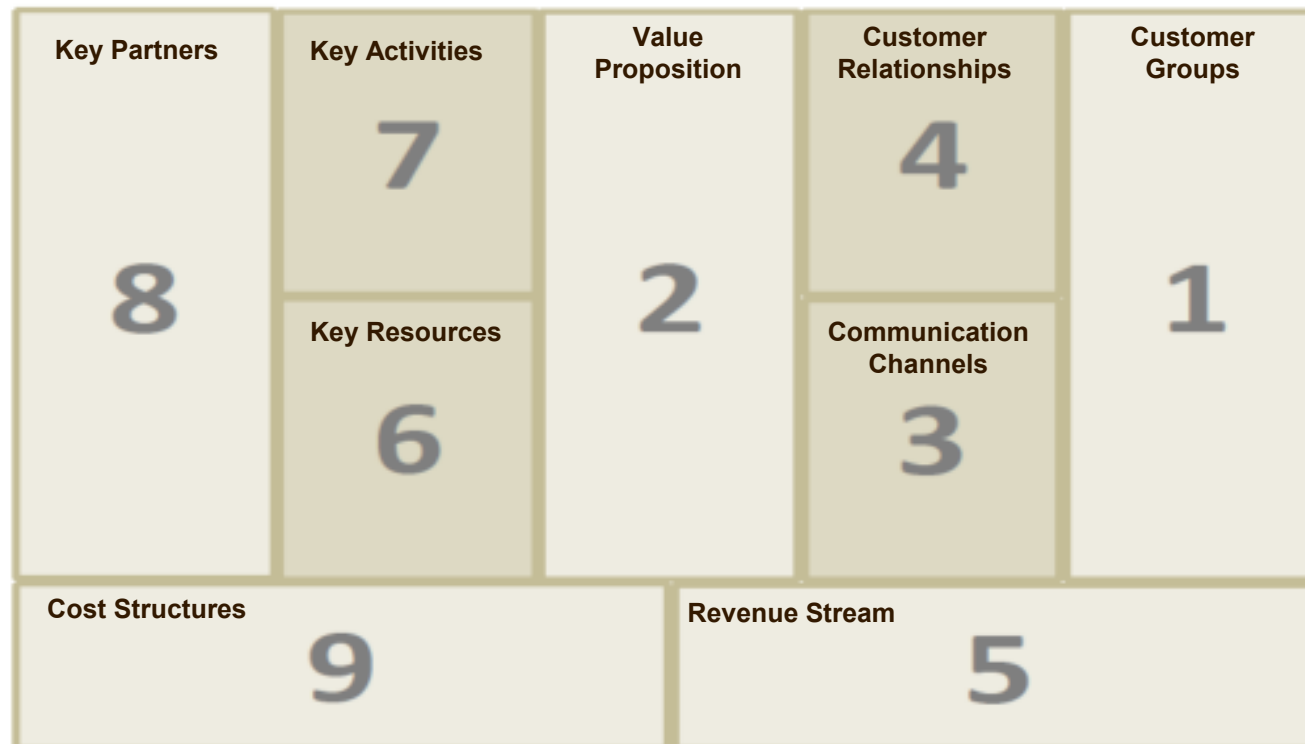 Key Partners
8
Key Activities
7
Key Resources
6
Value
Proposition
2
Customer
Relationships
4
Communication
Channels
3
Customer
Groups
1
Cost Structures
9
Revenue Stream
5